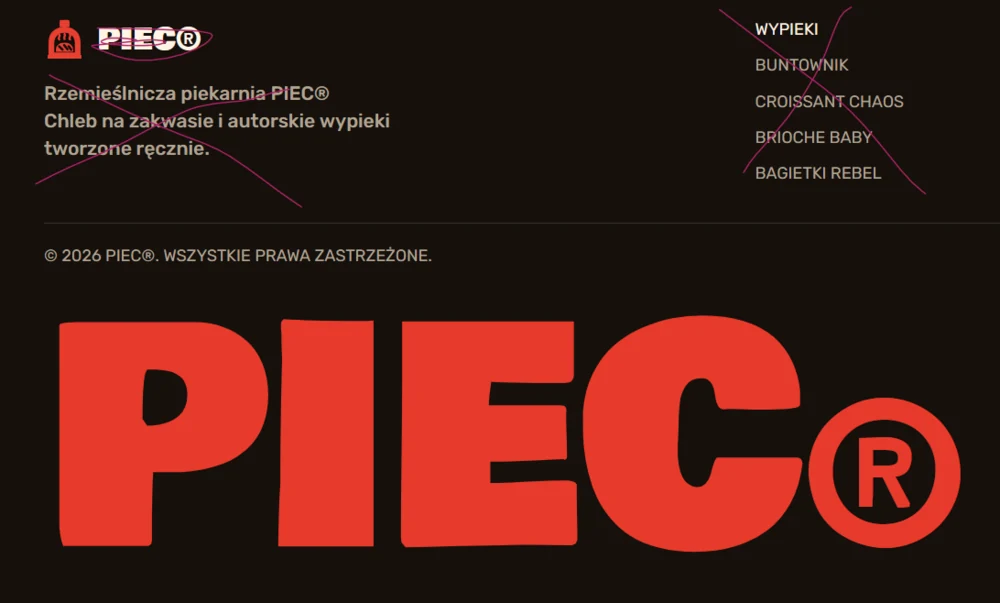 PIEC®
Rzemieślnicza piekarnia PIEC®
Chleb na zakwasie i autorskie wypieki
tworzone ręcznie.
WYPIEKI
BUNTOWNIK
CROISSANT CHAOS
BRIOCHE BABY
BAGIETKI REBEL
© 2026 PIEC®. WSZYSTKIE PRAWA ZASTRZEŻONE.
PIEC®